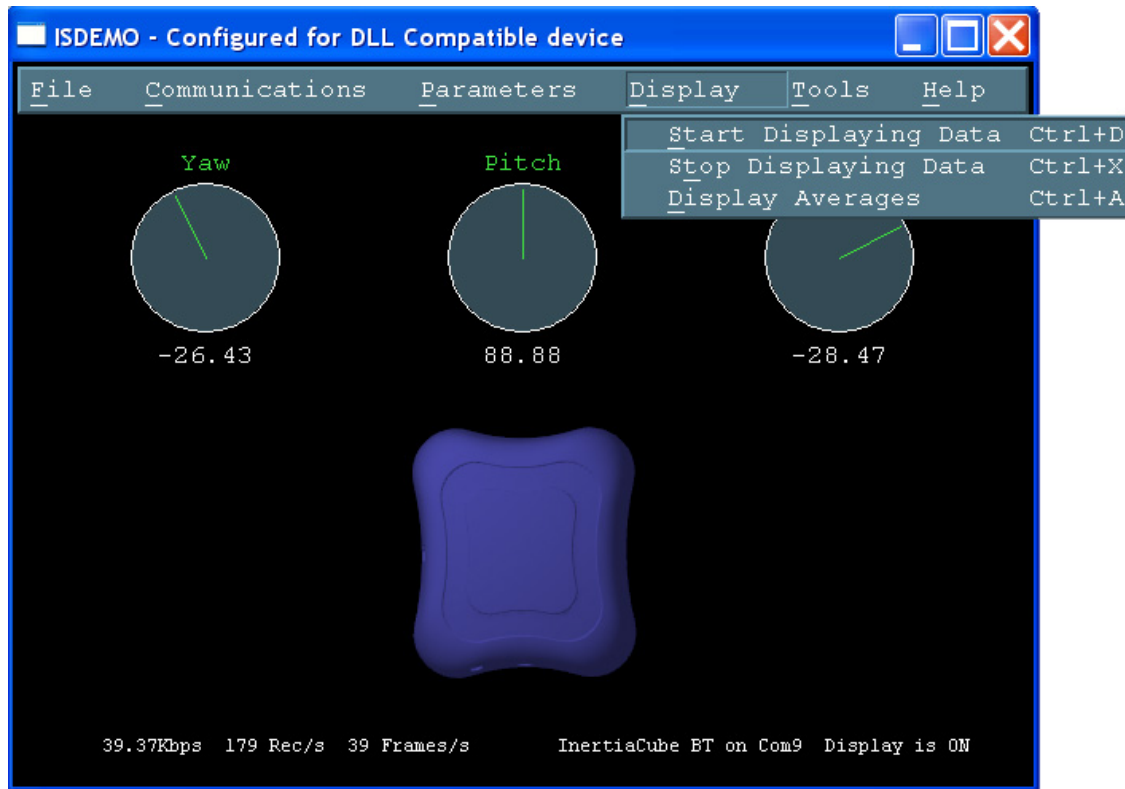 ISDEMO - Configured for DLL Compatible device
File Communications Parameters Display Tools Help
Start Displaying Data Ctrl+D
Stop Displaying Data Ctrl+X
Display Averages Ctrl+A
Yaw Pitch
-26.43 88.88 -28.47
39.37Kbps 179 Rec/s 39 Frames/s InertiaCube BT on Com9 Display is ON